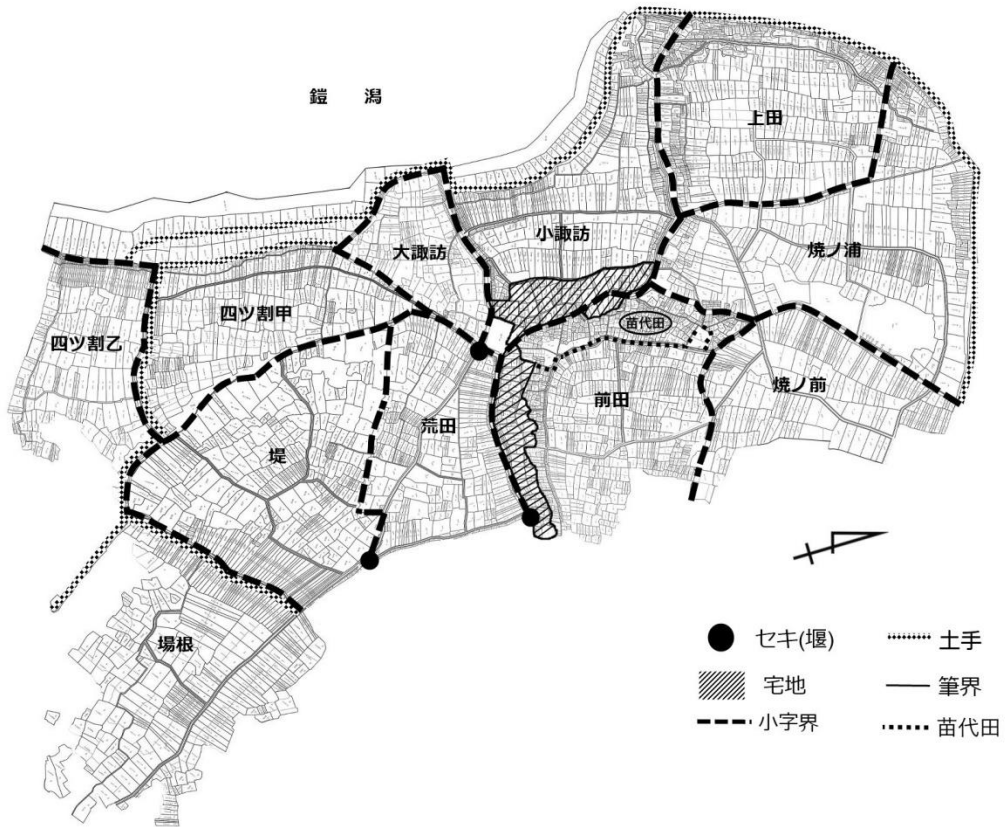 鎧 潟
上田
小諏訪
大諏訪
焼ノ浦
四ツ割甲
四ツ割乙
苗代田
焼ノ前
前田
荒田
堤
場根
セキ(堰)
土手
宅地
筆界
小字界
苗代田